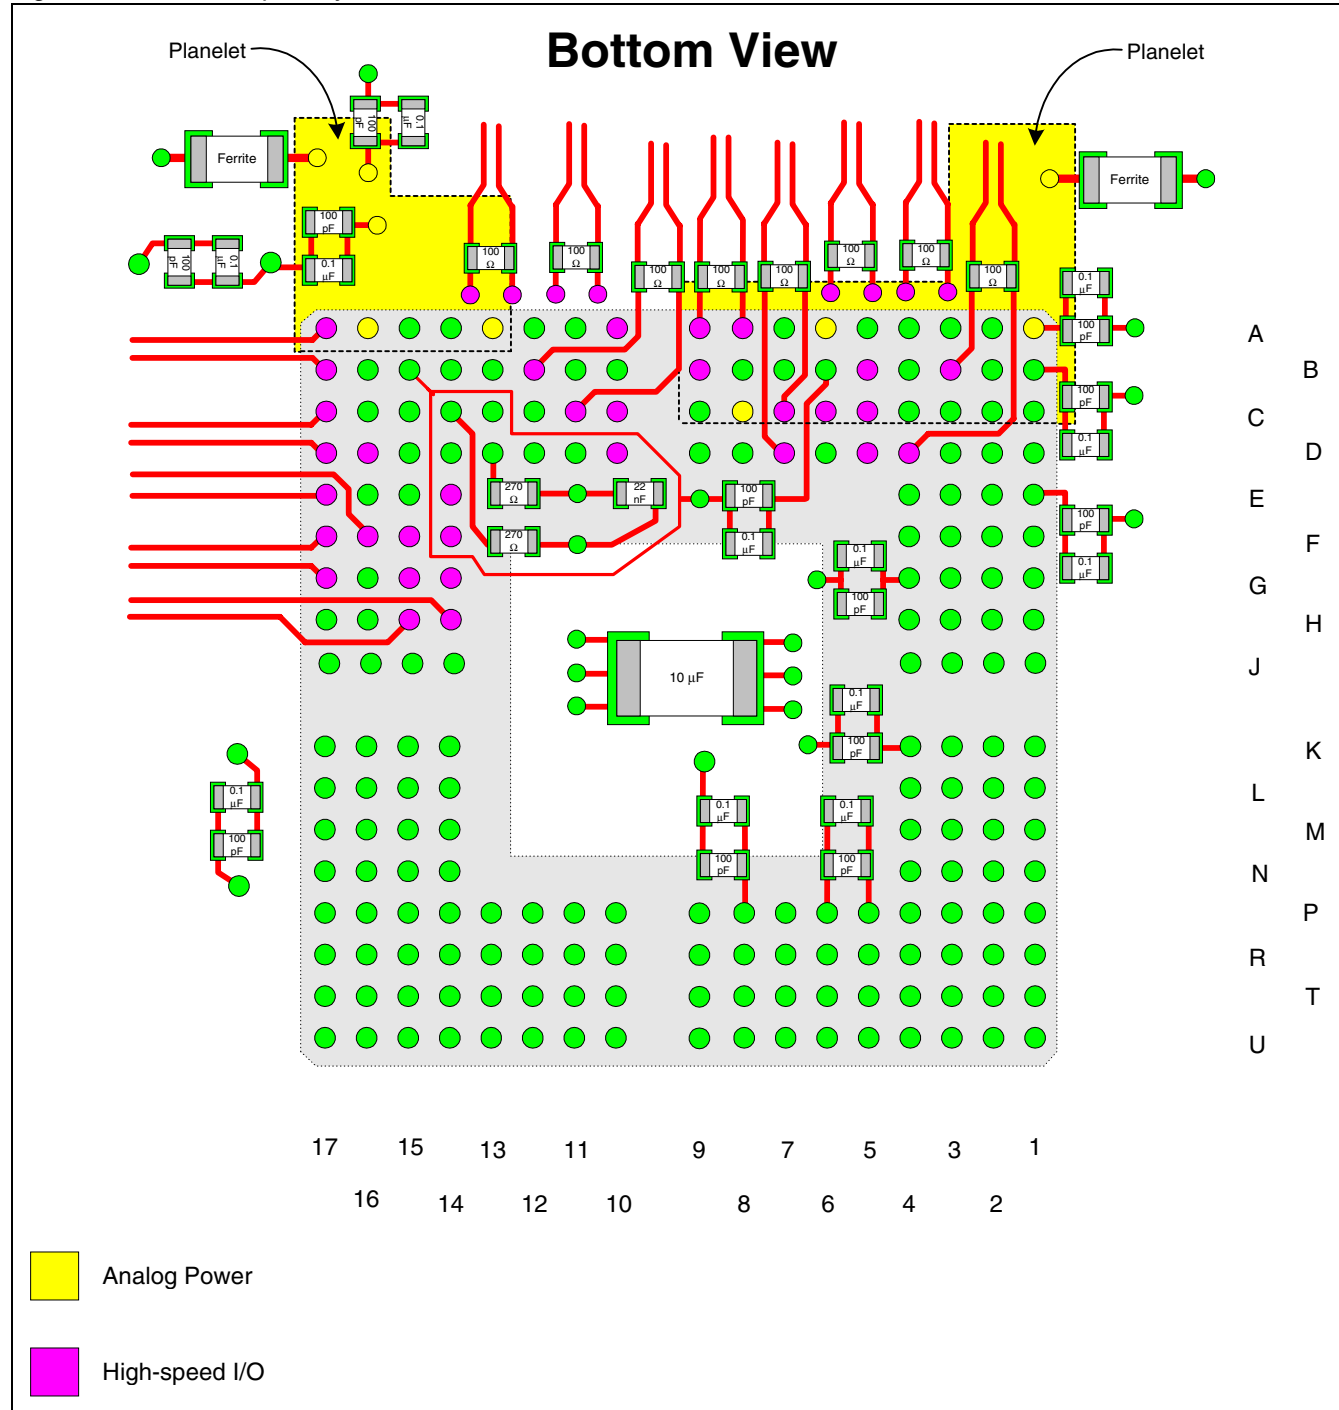 Bottom View
Planelet
Planelet
100 pF
0.1 µF
Ferrite
Ferrite
100 pF
0.1 µF
100 pF
0.1 µF
100 Ω
100 Ω
100 Ω
100 Ω
100 Ω
100 Ω
100 Ω
100 Ω
0.1 µF
100 pF
A
B
100 pF
0.1 µF
C
D
270 Ω
22 nF
100 pF
0.1 µF
E
100 pF
0.1 µF
270 Ω
F
0.1 µF
100 pF
G
H
J
10 µF
0.1 µF
100 pF
K
0.1 µF
100 pF
L
0.1 µF
100 pF
0.1 µF
100 pF
M
N
P
R
T
U
17
15
13
11
9
7
5
3
1
16
14
12
10
8
6
4
2
Analog Power
High-speed I/O